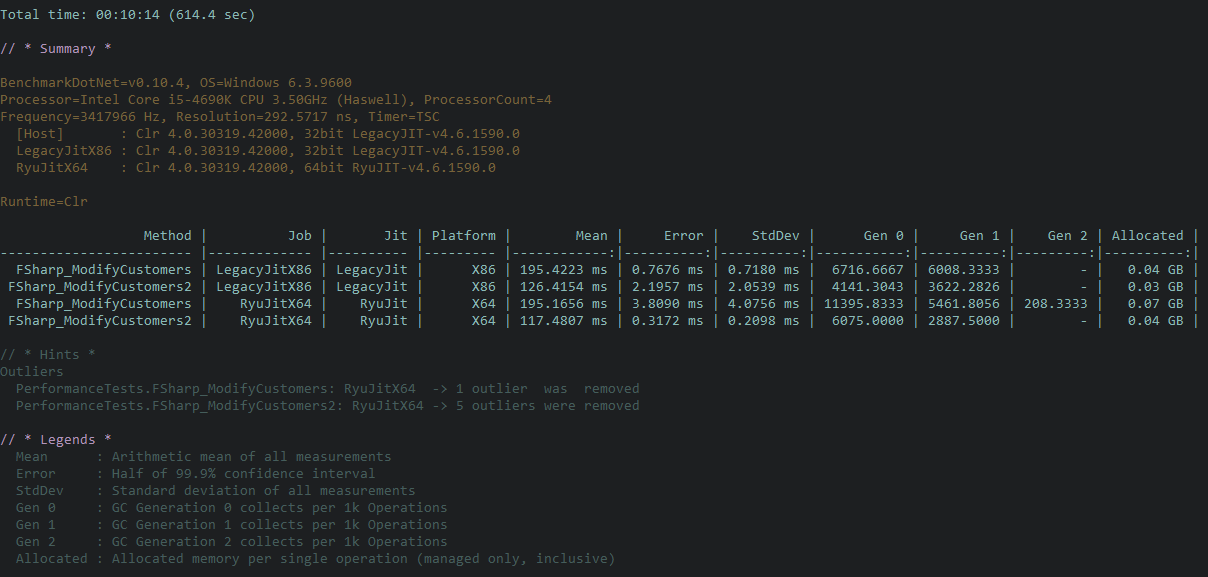 Total time: 00:10:14 (614.4 sec)
// * Summary *
BenchmarkDotNet=v0.10.4, OS=Windows 6.3.9600
Processor=Intel Core i5-4690K CPU 3.50GHz (Haswell), ProcessorCount=4
Frequency=3417966 Hz, Resolution=292.5717 ns, Timer=TSC
  [Host]       : Clr 4.0.30319.42000, 32bit LegacyJIT-v4.6.1590.0
  LegacyJitX86 : Clr 4.0.30319.42000, 32bit LegacyJIT-v4.6.1590.0
  RyuJitX64    : Clr 4.0.30319.42000, 64bit RyuJIT-v4.6.1590.0
Runtime=Clr
                  Method |          Job |       Jit | Platform |        Mean |     Error |    StdDev |      Gen 0 |     Gen 1 |    Gen 2 | Allocated |
------------------------ |------------- |---------- |--------- |------------:|----------:|----------:|-----------:|----------:|---------:|----------:|
  FSharp_ModifyCustomers | LegacyJitX86 | LegacyJit |      X86 | 195.4223 ms | 0.7676 ms | 0.7180 ms |  6716.6667 | 6008.3333 |        - |   0.04 GB |
 FSharp_ModifyCustomers2 | LegacyJitX86 | LegacyJit |      X86 | 126.4154 ms | 2.1957 ms | 2.0539 ms |  4141.3043 | 3622.2826 |        - |   0.03 GB |
  FSharp_ModifyCustomers |    RyuJitX64 |    RyuJit |      X64 | 195.1656 ms | 3.8090 ms | 4.0756 ms | 11395.8333 | 5461.8056 | 208.3333 |   0.07 GB |
 FSharp_ModifyCustomers2 |    RyuJitX64 |    RyuJit |      X64 | 117.4807 ms | 0.3172 ms | 0.2098 ms |  6075.0000 | 2887.5000 |        - |   0.04 GB |
// * Hints *
Outliers
  PerformanceTests.FSharp_ModifyCustomers: RyuJitX64  -> 1 outlier  was  removed
  PerformanceTests.FSharp_ModifyCustomers2: RyuJitX64 -> 5 outliers were removed
// * Legends *
  Mean      : Arithmetic mean of all measurements
  Error     : Half of 99.9% confidence interval
  StdDev    : Standard deviation of all measurements
  Gen 0     : GC Generation 0 collects per 1k Operations
  Gen 1     : GC Generation 1 collects per 1k Operations
  Gen 2     : GC Generation 2 collects per 1k Operations
  Allocated : Allocated memory per single operation (managed only, inclusive)